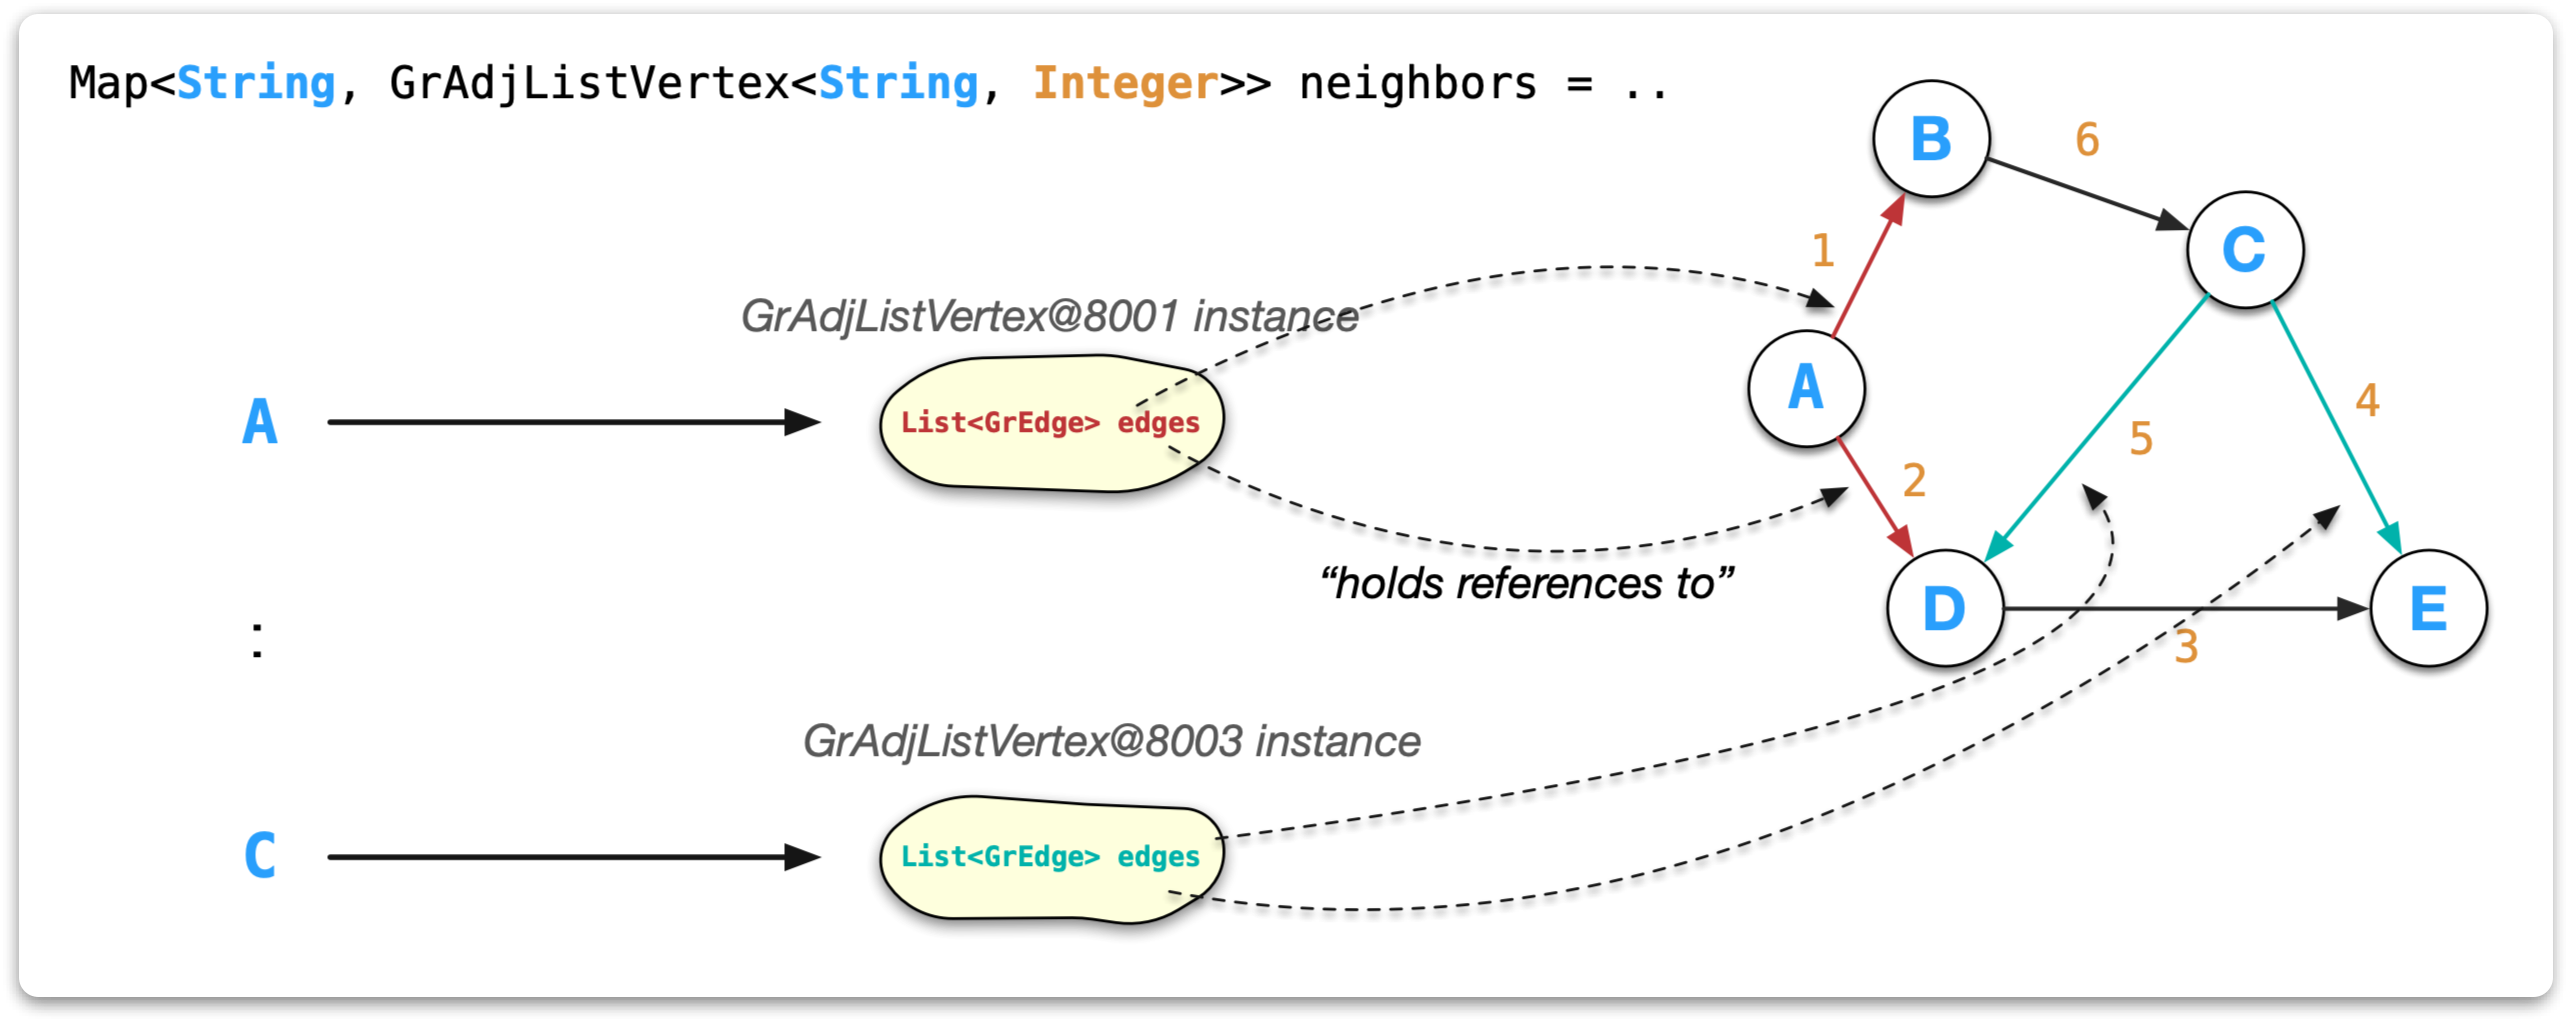 Map<String, GrAdjListVertex<String, Integer>> neighbors = ..
B
6
C
1
GrAdjListVertex@8001 instance
A
List<GrEdge> edges
A
4
5
2
"holds references to"
D
E
:
3
GrAdjListVertex@8003 instance
C
List<GrEdge> edges